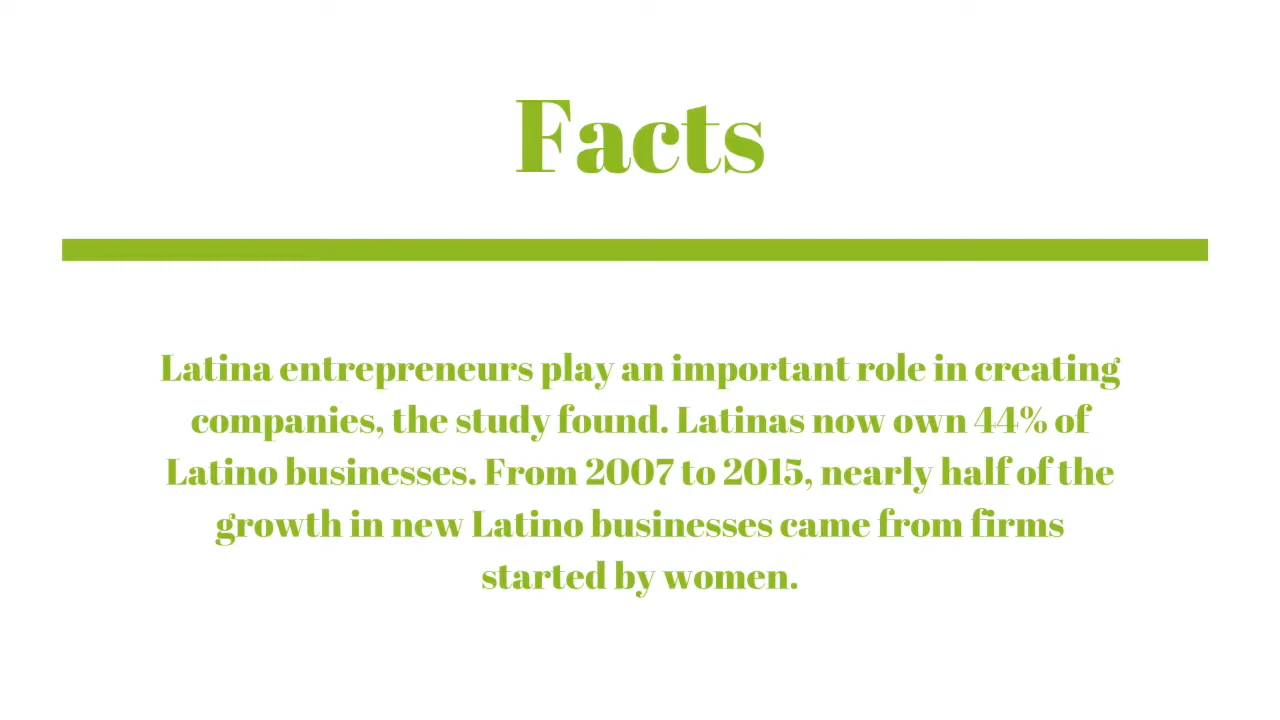 Facts
Latina entrepreneurs play an important role in creating
companies, the study found. Latinas now own 44% of
Latino businesses. From 2007 to 2015, nearly half of the
growth in new Latino businesses came from firms
started by women.